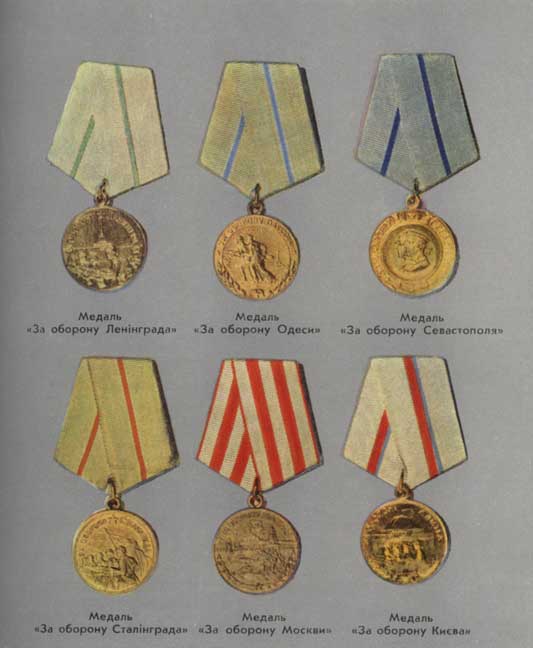 Медаль
«За оборону Ленінграда»
Медаль
«За оборону Одеси»
Медаль
«За оборону Севастополя»
Медаль
«За оборону Сталінграда»
Медаль
«За оборону Москви»
Медаль
«За оборону Києва»